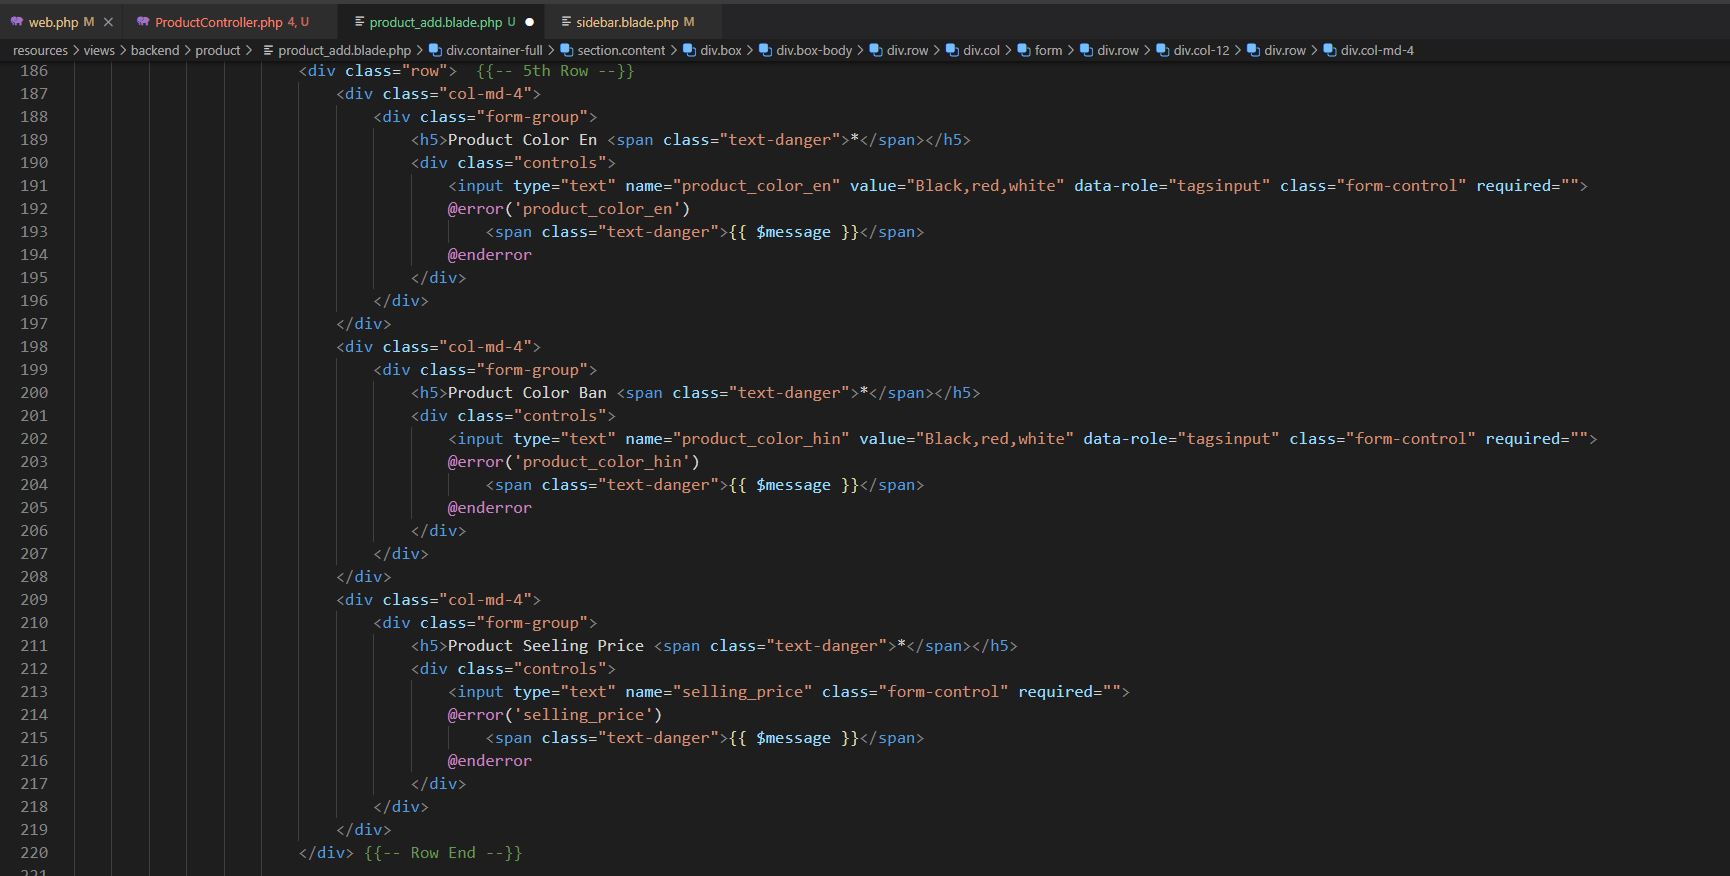 web.php M ProductController.php 4, U product_add.blade.php U sidebar.blade.php M
resources > views > backend > product > product_add.blade.php > div.container-full > section.content > div.box > div.box-body > div.row > div.col > form > div.row > div.col-12 > div.row > div.col-md-4
186 <div class="row">  {{-- 5th Row --}}
187 <div class="col-md-4">
188 <div class="form-group">
189 <h5>Product Color En <span class="text-danger">*</span></h5>
190 <div class="controls">
191 <input type="text" name="product_color_en" value="Black,red,white" data-role="tagsinput" class="form-control" required="">
192 @error('product_color_en')
193 <span class="text-danger">{{ $message }}</span>
194 @enderror
195 </div>
196 </div>
197 </div>
198 <div class="col-md-4">
199 <div class="form-group">
200 <h5>Product Color Ban <span class="text-danger">*</span></h5>
201 <div class="controls">
202 <input type="text" name="product_color_hin" value="Black,red,white" data-role="tagsinput" class="form-control" required="">
203 @error('product_color_hin')
204 <span class="text-danger">{{ $message }}</span>
205 @enderror
206 </div>
207 </div>
208 </div>
209 <div class="col-md-4">
210 <div class="form-group">
211 <h5>Product Seeling Price <span class="text-danger">*</span></h5>
212 <div class="controls">
213 <input type="text" name="selling_price" class="form-control" required="">
214 @error('selling_price')
215 <span class="text-danger">{{ $message }}</span>
216 @enderror
217 </div>
218 </div>
219 </div>
220 </div> {{-- Row End --}}
221